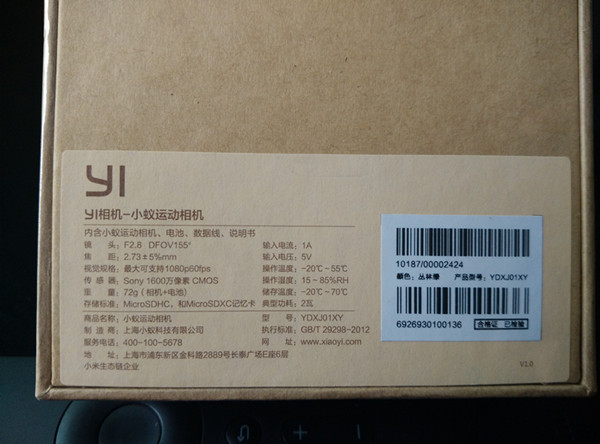 YI
YI相机-小蚁运动相机
内含小蚁运动相机、电池、数据线、说明书
镜 头: F2.8 DFOV155° 输入电流: 1A
焦 距: 2.73±5%mm 输入电压: 5V
视觉规格: 最大可支持1080p60fps 操作温度: -20℃~55℃
传 感 器: Sony 1600万像素 CMOS 操作湿度: 15~85%RH
重 量: 72g (相机+电池) 储存温度: -20℃~70℃
存储标准: MicroSDHC, 和MicroSDXC记忆卡 典型功耗: 2瓦
商品名称: 小蚁运动相机 型 号: YDXJ01XY
制 造 商: 上海小蚁科技有限公司 执行标准: GB/T 29298-2012
服务电话: 400-100-5678 网 址: www.xiaoyi.com
地 址: 上海市浦东新区金科路2889号长泰广场E座6层
小米生态链企业
V1.0
10187/00002424
颜色: 丛林绿 产品型号: YDXJ01XY
6926930100136 合格证 已检验